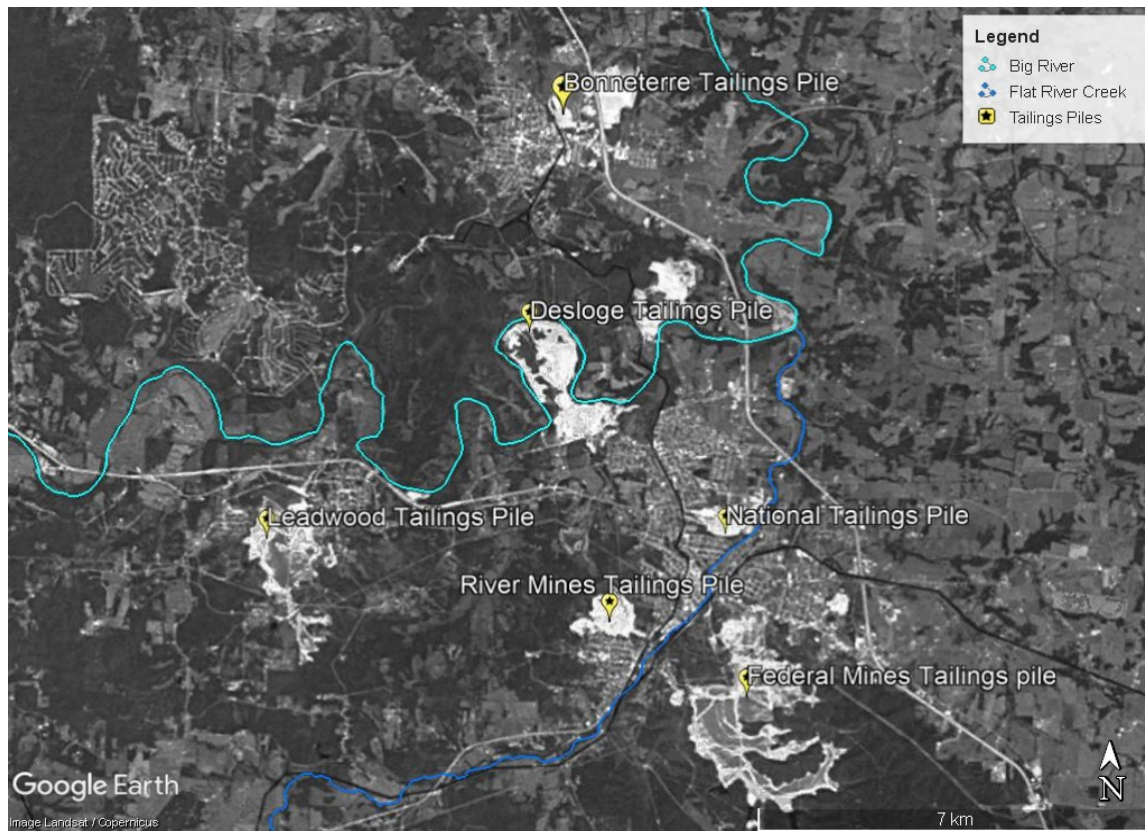 Legend
Big River
Flat River Creek
Tailings Piles
Bonneterre Tailings Pile
Desloge Tailings Pile
Leadwood Tailings Pile
National Tailings Pile
River Mines Tailings Pile
Federal Mines Tailings pile
Google Earth
N
Image Landsat / Copernicus
7 km